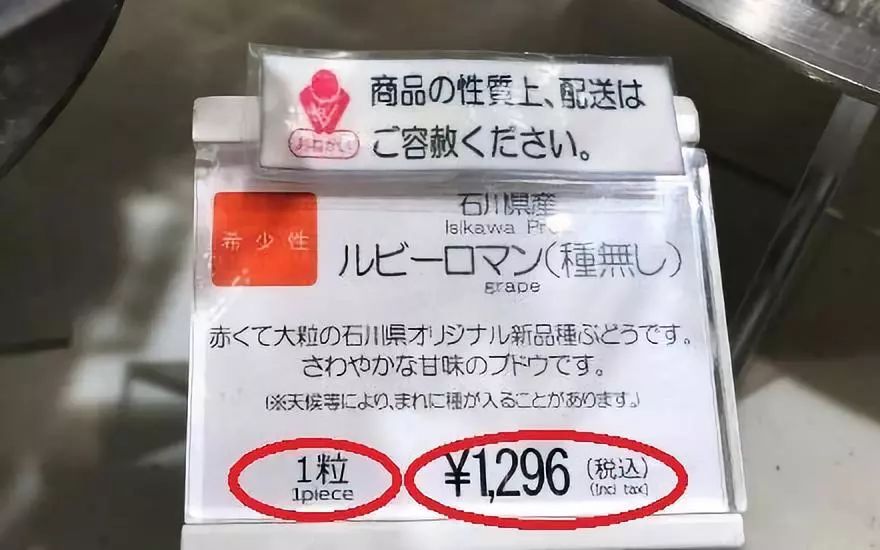 商品の性質上、配送は
おねがい
ご容赦ください。
石川県産
Isikawa Pr
希少性
ルビーロマン(種無し)
grape
赤くて大粒の石川県オリジナル新品種ぶどうです。
さわやかな甘味のブドウです。
(※天候等により、まれに種が入ることがあります。)
1粒
1piece
¥1,296 (税込)
(incl tax)